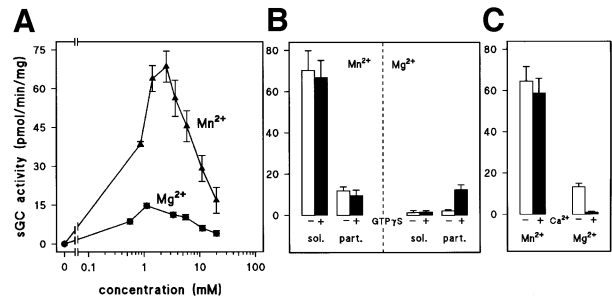 A
B
C
sGC activity (pmol/min/mg)
75
60
45
30
15
0
Mn2+
Mg2+
0 0.1 1 10 100
concentration (mM)
80
60
40
20
0
Mn2+ Mg2+
− + − + GTPγS − + − +
sol. part. sol. part.
80
60
40
20
0
− + Ca2+ − +
Mn2+ Mg2+